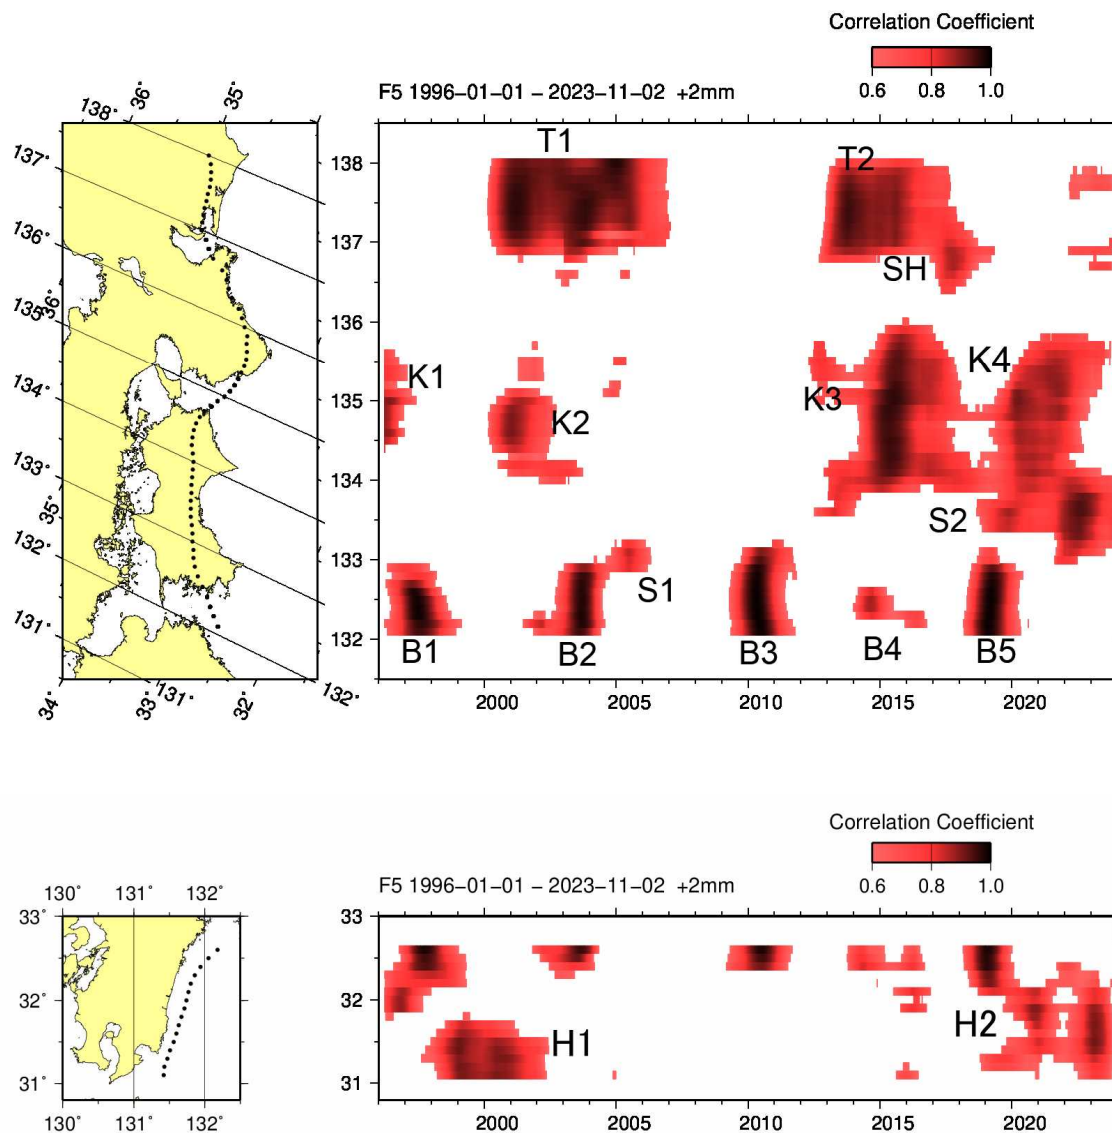 Correlation Coefficient
0.6 0.8 1.0
F5 1996-01-01 - 2023-11-02 +2mm
36° 35°
138°
137°
136°
135°
134°
133°
132°
131°
36°
35°
34° 33° 32°
131° 132°
138
137
136
135
134
133
132
T1 T2
SH
K1 K2 K3 K4
S1 S2
B1 B2 B3 B4 B5
2000 2005 2010 2015 2020
Correlation Coefficient
0.6 0.8 1.0
F5 1996-01-01 - 2023-11-02 +2mm
130° 131° 132°
33°
32°
31°
130° 131° 132°
33
32
31
H1 H2
2000 2005 2010 2015 2020